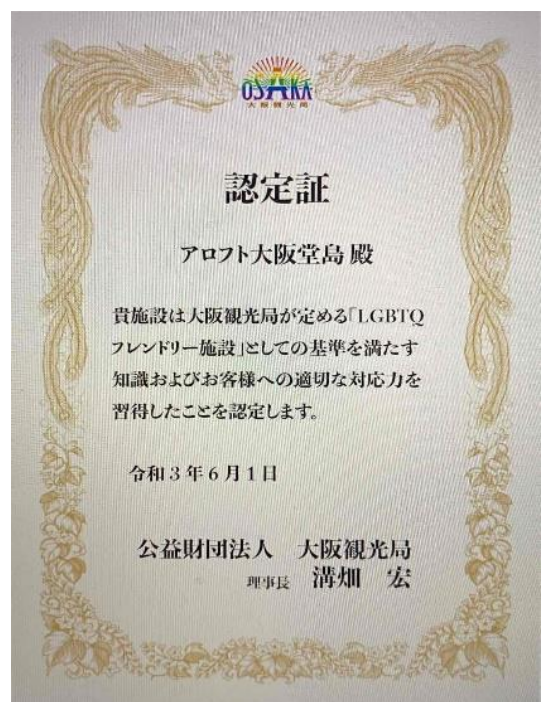 OSAKA
大阪観光局
認定証
アロフト大阪堂島 殿
貴施設は大阪観光局が定める「LGBTQ
フレンドリー施設」としての基準を満たす
知識およびお客様への適切な対応力を
習得したことを認定します。
令和3年6月1日
公益財団法人 大阪観光局
理事長 溝畑 宏